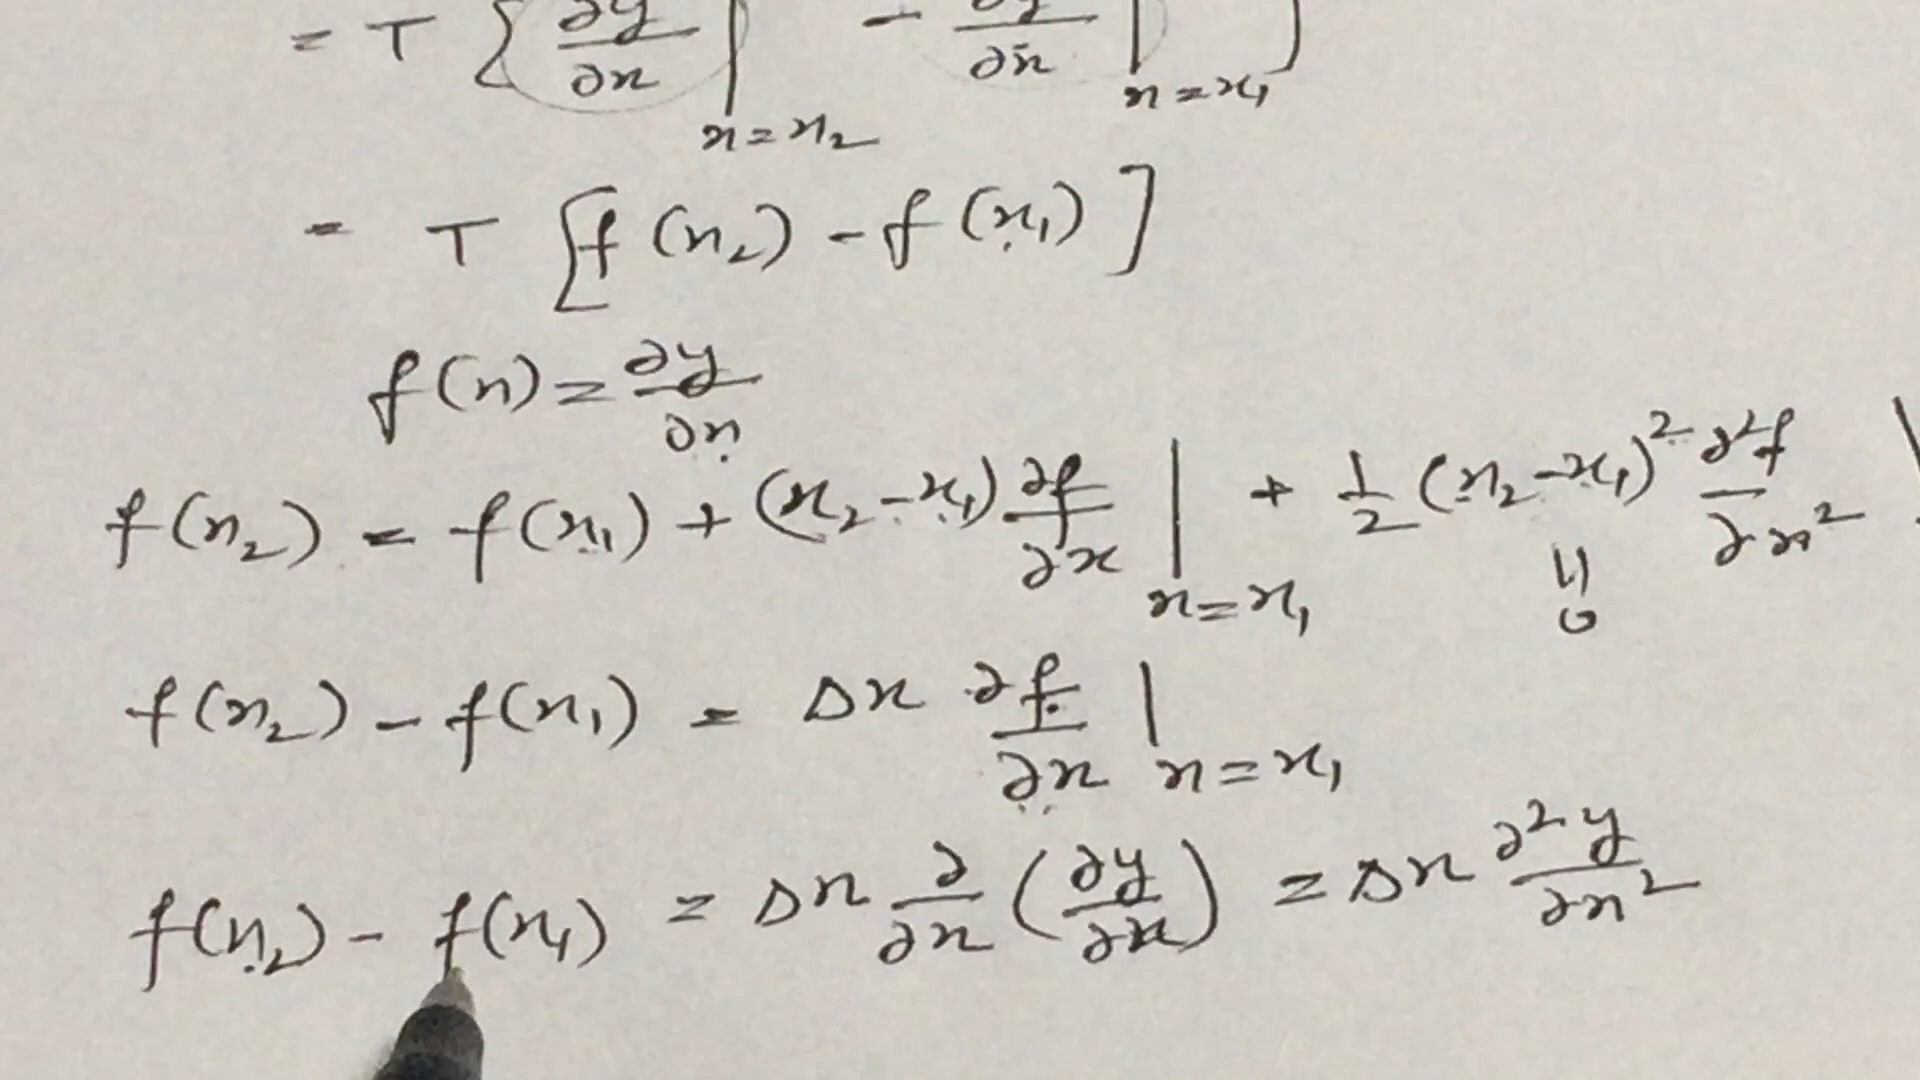 = T { ∂y/∂x |x=x₂ - ∂y/∂x |x=x₁ }
= T [f(x₂) - f(x₁)]
f(x) = ∂y/∂x
f(x₂) = f(x₁) + (x₂-x₁) ∂f/∂x |x=x₁ + 1/2 (x₂-x₁)² ∂²f/∂x² |
⇓
0
f(x₂) - f(x₁) = Δx ∂f/∂x |x=x₁
f(x₂) - f(x₁) = Δx ∂/∂x (∂y/∂x) = Δx ∂²y/∂x²